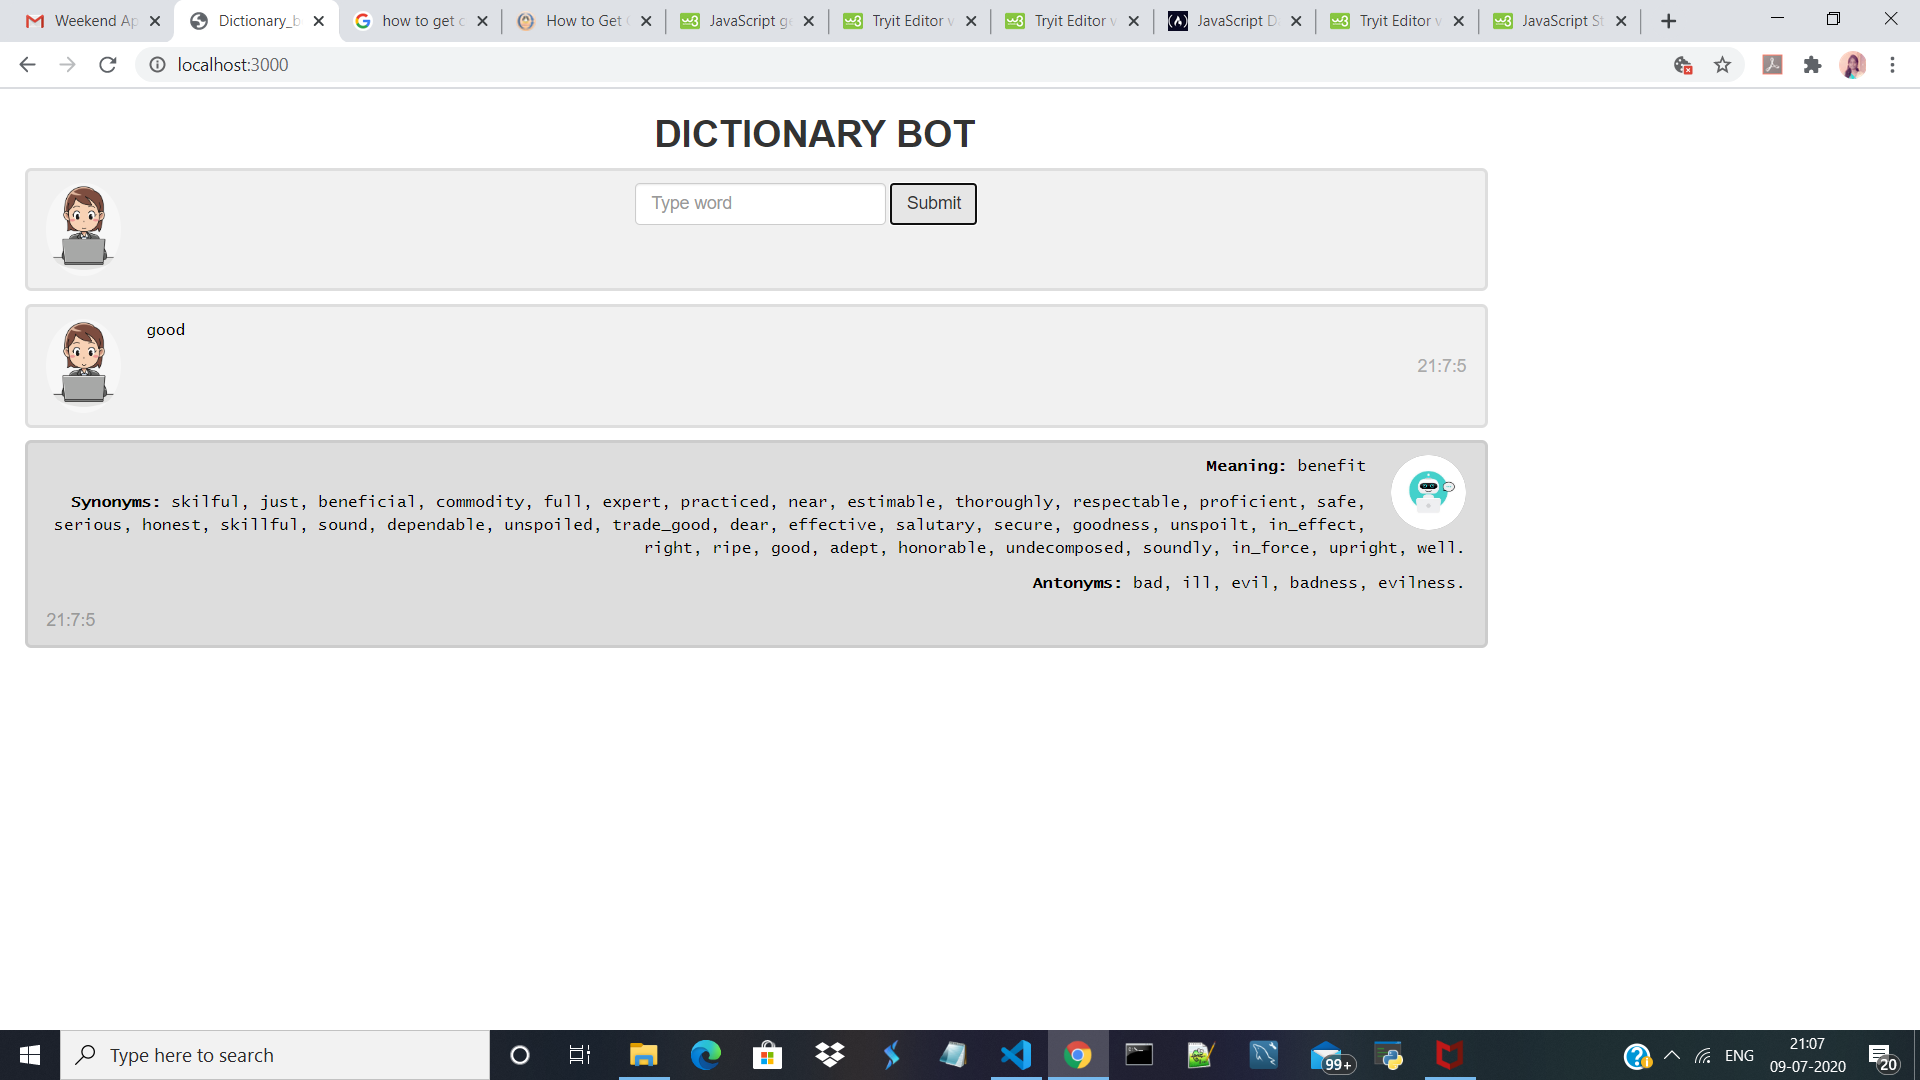 Weekend Ap
Dictionary_b
how to get c
How to Get
JavaScript ge
Tryit Editor v
Tryit Editor v
JavaScript D
Tryit Editor v
JavaScript St
localhost:3000
DICTIONARY BOT
Type word
Submit
good
21:7:5
Meaning: benefit
Synonyms: skilful, just, beneficial, commodity, full, expert, practiced, near, estimable, thoroughly, respectable, proficient, safe,
serious, honest, skillful, sound, dependable, unspoiled, trade_good, dear, effective, salutary, secure, goodness, unspoilt, in_effect,
right, ripe, good, adept, honorable, undecomposed, soundly, in_force, upright, well.
Antonyms: bad, ill, evil, badness, evilness.
21:7:5
Type here to search
99+
ENG
21:07
09-07-2020
20